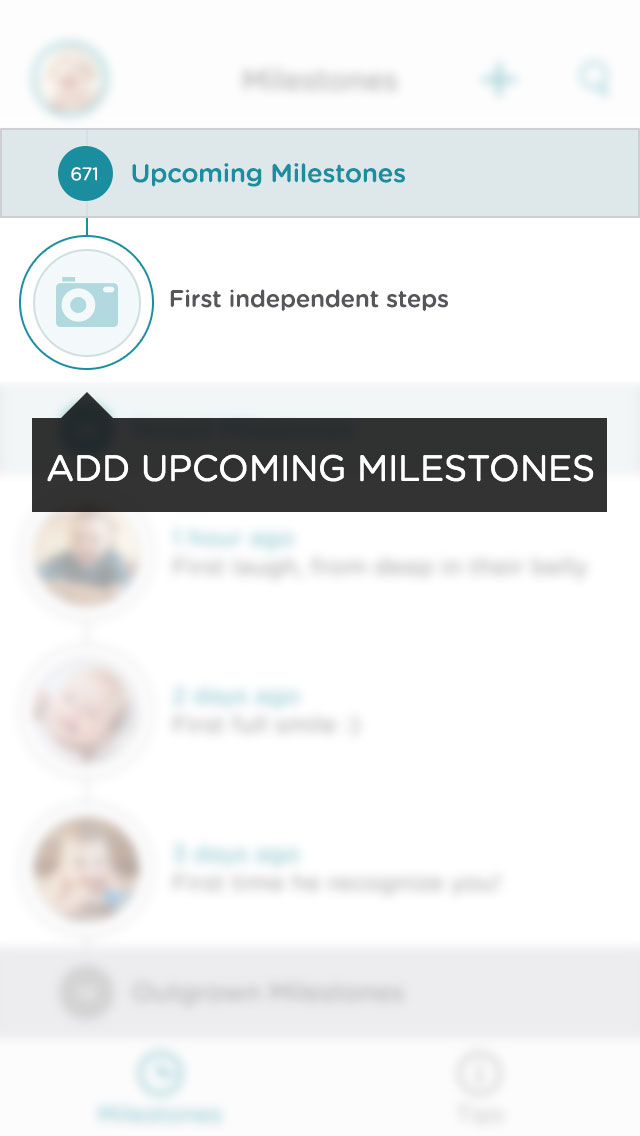 Milestones
671
Upcoming Milestones
First independent steps
ADD UPCOMING MILESTONES
1 hour ago
First laugh, from deep in their belly
2 days ago
First full smile :)
3 days ago
First time he recognize you!
Outgrown Milestones
Milestones
Tips